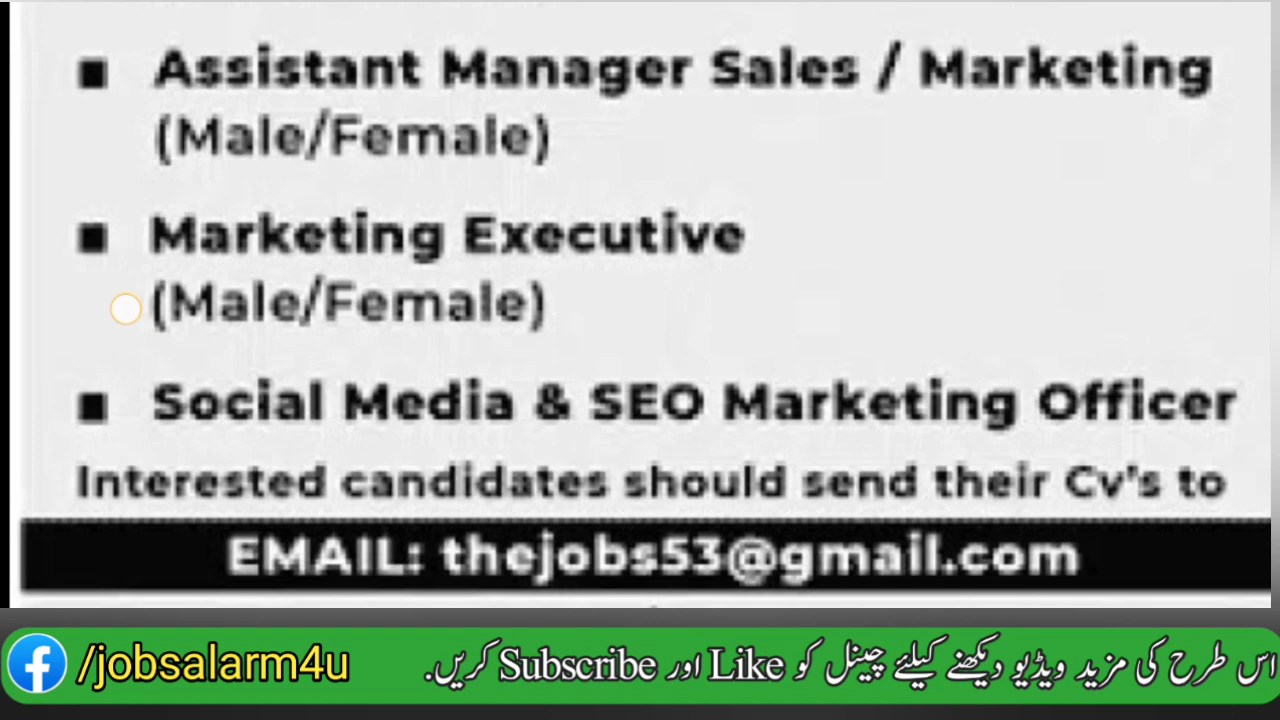 Assistant Manager Sales / Marketing
(Male/Female)
Marketing Executive
(Male/Female)
Social Media & SEO Marketing Officer
Interested candidates should send their Cv's to
EMAIL: thejobs53@gmail.com
/jobsalarm4u
اس طرح کی مزید ویڈیو دیکھنے کیلئے چینل کو Like اور Subscribe کریں.